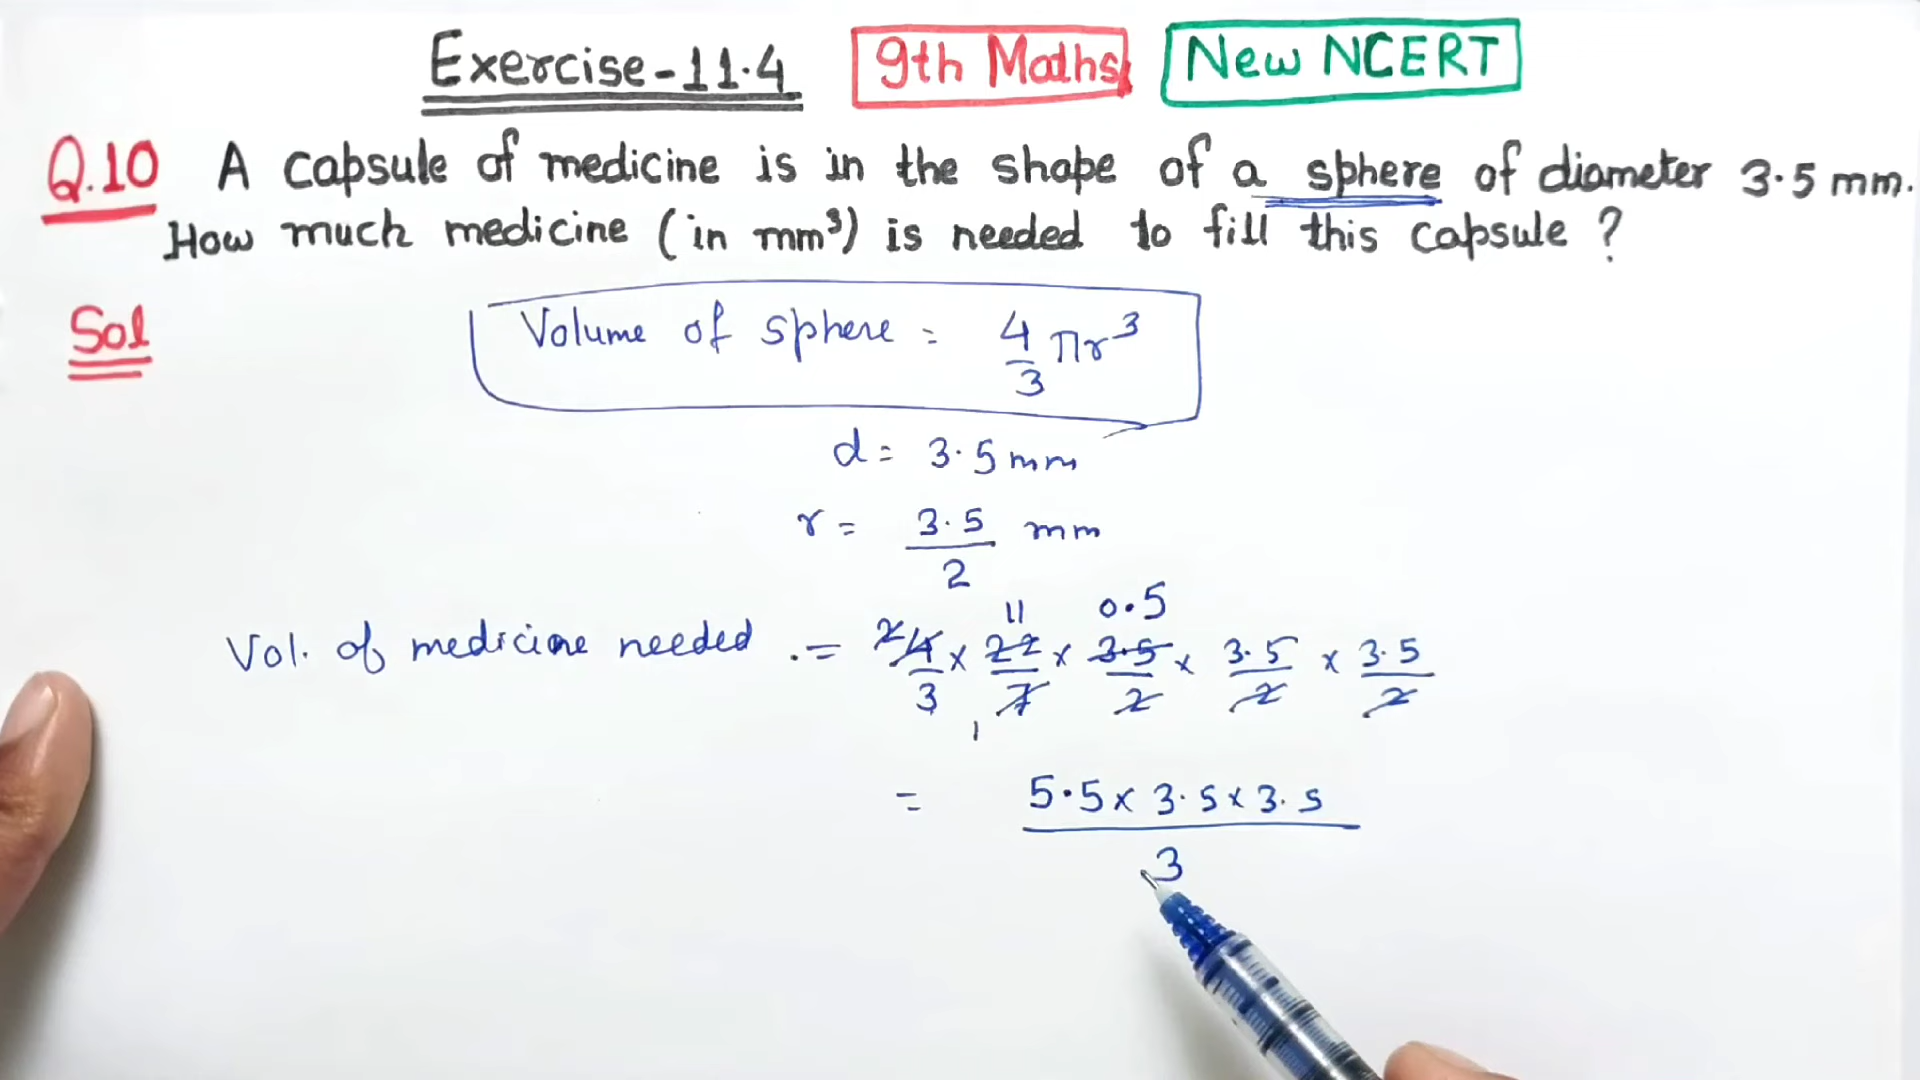 Exercise-11.4 9th Maths New NCERT
Q.10 A capsule of medicine is in the shape of a sphere of diameter 3.5 mm.
How much medicine (in mm³) is needed to fill this capsule ?
Sol
Volume of sphere = 4/3 πr³
d = 3.5 mm
r = 3.5/2 mm
2 11 0.5
Vol. of medicine needed .= 4/3 × 22/7 × 3.5/2 × 3.5/2 × 3.5/2
1
= 5.5 × 3.5 × 3.5 / 3